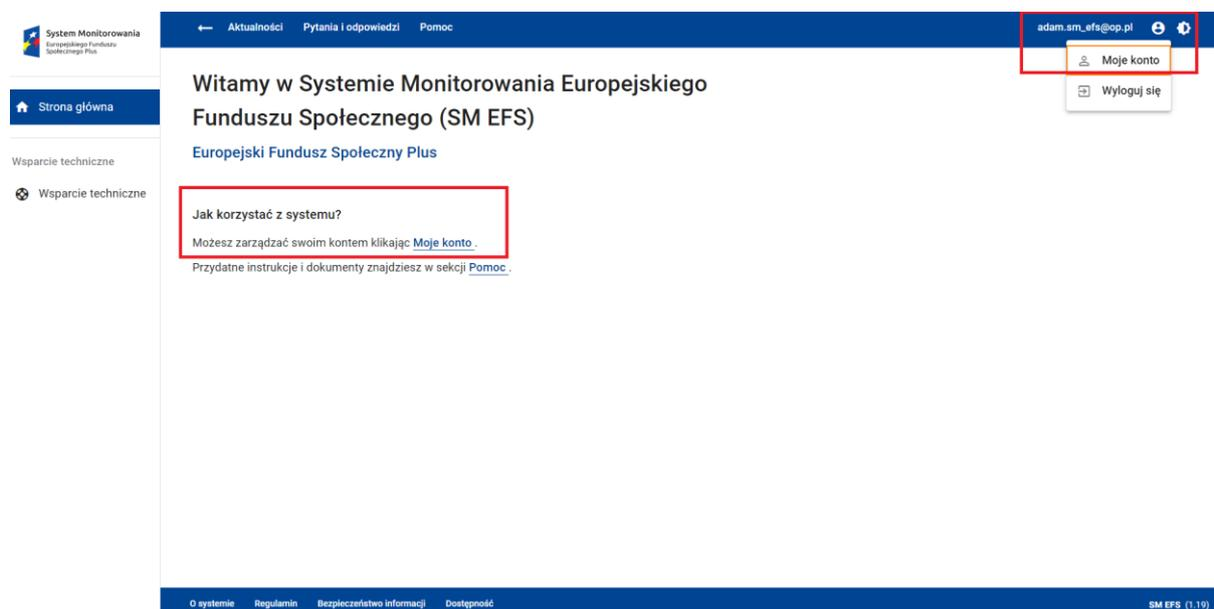 System Monitorowania
Europejskiego Funduszu
Społecznego Plus
Aktualności
Pytania i odpowiedzi
Pomoc
adam.sm_efs@op.pl
Moje konto
Wyloguj się
Strona główna
Wsparcie techniczne
Wsparcie techniczne
Witamy w Systemie Monitorowania Europejskiego
Funduszu Społecznego (SM EFS)
Europejski Fundusz Społeczny Plus
Jak korzystać z systemu?
Możesz zarządzać swoim kontem klikając Moje konto .
Przydatne instrukcje i dokumenty znajdziesz w sekcji Pomoc .
O systemie
Regulamin
Bezpieczeństwo informacji
Dostępność
SM EFS (1.19)